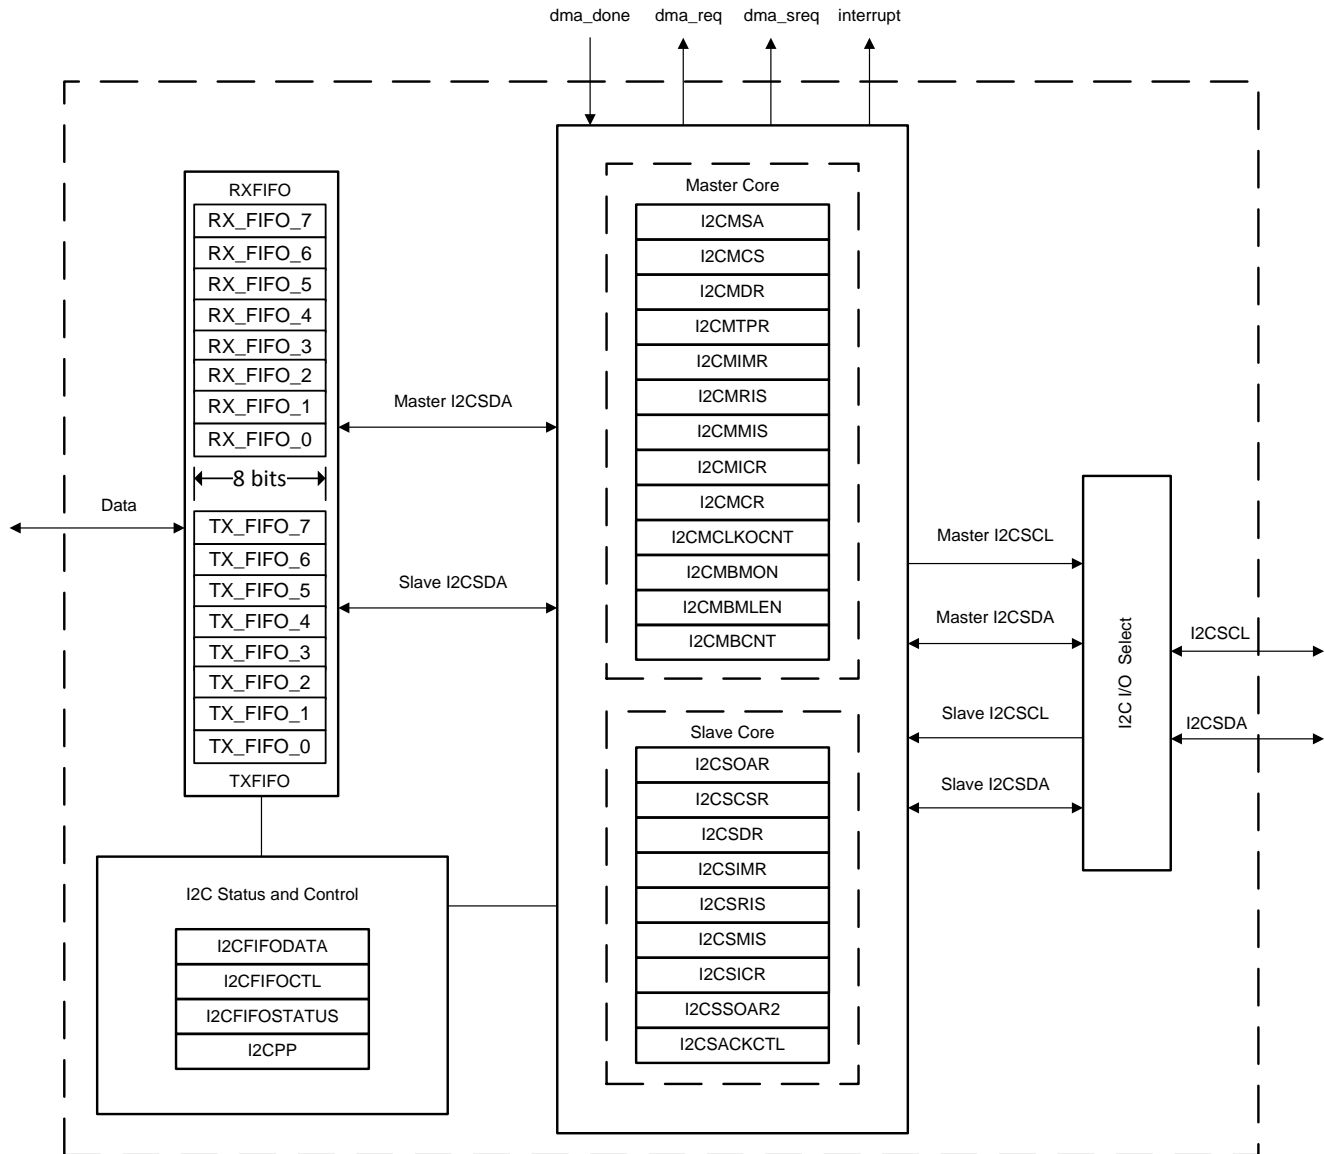 dma_done dma_req dma_sreq interrupt
RXFIFO
RX_FIFO_7
RX_FIFO_6
RX_FIFO_5
RX_FIFO_4
RX_FIFO_3
RX_FIFO_2
RX_FIFO_1
RX_FIFO_0
8 bits
TX_FIFO_7
TX_FIFO_6
TX_FIFO_5
TX_FIFO_4
TX_FIFO_3
TX_FIFO_2
TX_FIFO_1
TX_FIFO_0
TXFIFO
Data
Master I2CSDA
Slave I2CSDA
I2C Status and Control
I2CFIFODATA
I2CFIFOCTL
I2CFIFOSTATUS
I2CPP
Master Core
I2CMSA
I2CMCS
I2CMDR
I2CMTPR
I2CMIMR
I2CMRIS
I2CMMIS
I2CMICR
I2CMCR
I2CMCLKOCNT
I2CMBMON
I2CMBMLEN
I2CMBCNT
Slave Core
I2CSOAR
I2CSCSR
I2CSDR
I2CSIMR
I2CSRIS
I2CSMIS
I2CSICR
I2CSSOAR2
I2CSACKCTL
Master I2CSCL
Master I2CSDA
Slave I2CSCL
Slave I2CSDA
I2C I/O Select
I2CSCL
I2CSDA